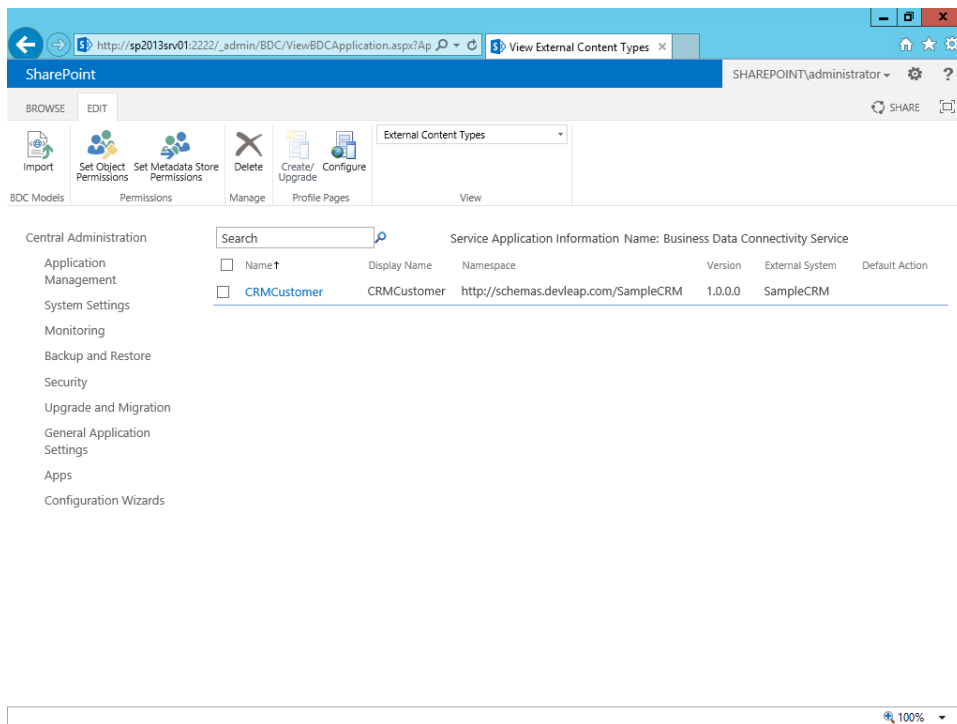 http://sp2013srv01:2222/_admin/BDC/ViewBDCApplication.aspx?Ap
View External Content Types
SharePoint
SHAREPOINT\administrator
?
BROWSE
EDIT
SHARE
Import
Set Object Permissions
Set Metadata Store Permissions
Delete
Create/ Upgrade
Configure
External Content Types
BDC Models
Permissions
Manage
Profile Pages
View
Central Administration
Application
Management
System Settings
Monitoring
Backup and Restore
Security
Upgrade and Migration
General Application
Settings
Apps
Configuration Wizards
Search
Service Application Information Name: Business Data Connectivity Service
Name Display Name Namespace Version External System Default Action
CRMCustomer CRMCustomer http://schemas.devleap.com/SampleCRM 1.0.0.0 SampleCRM
100%